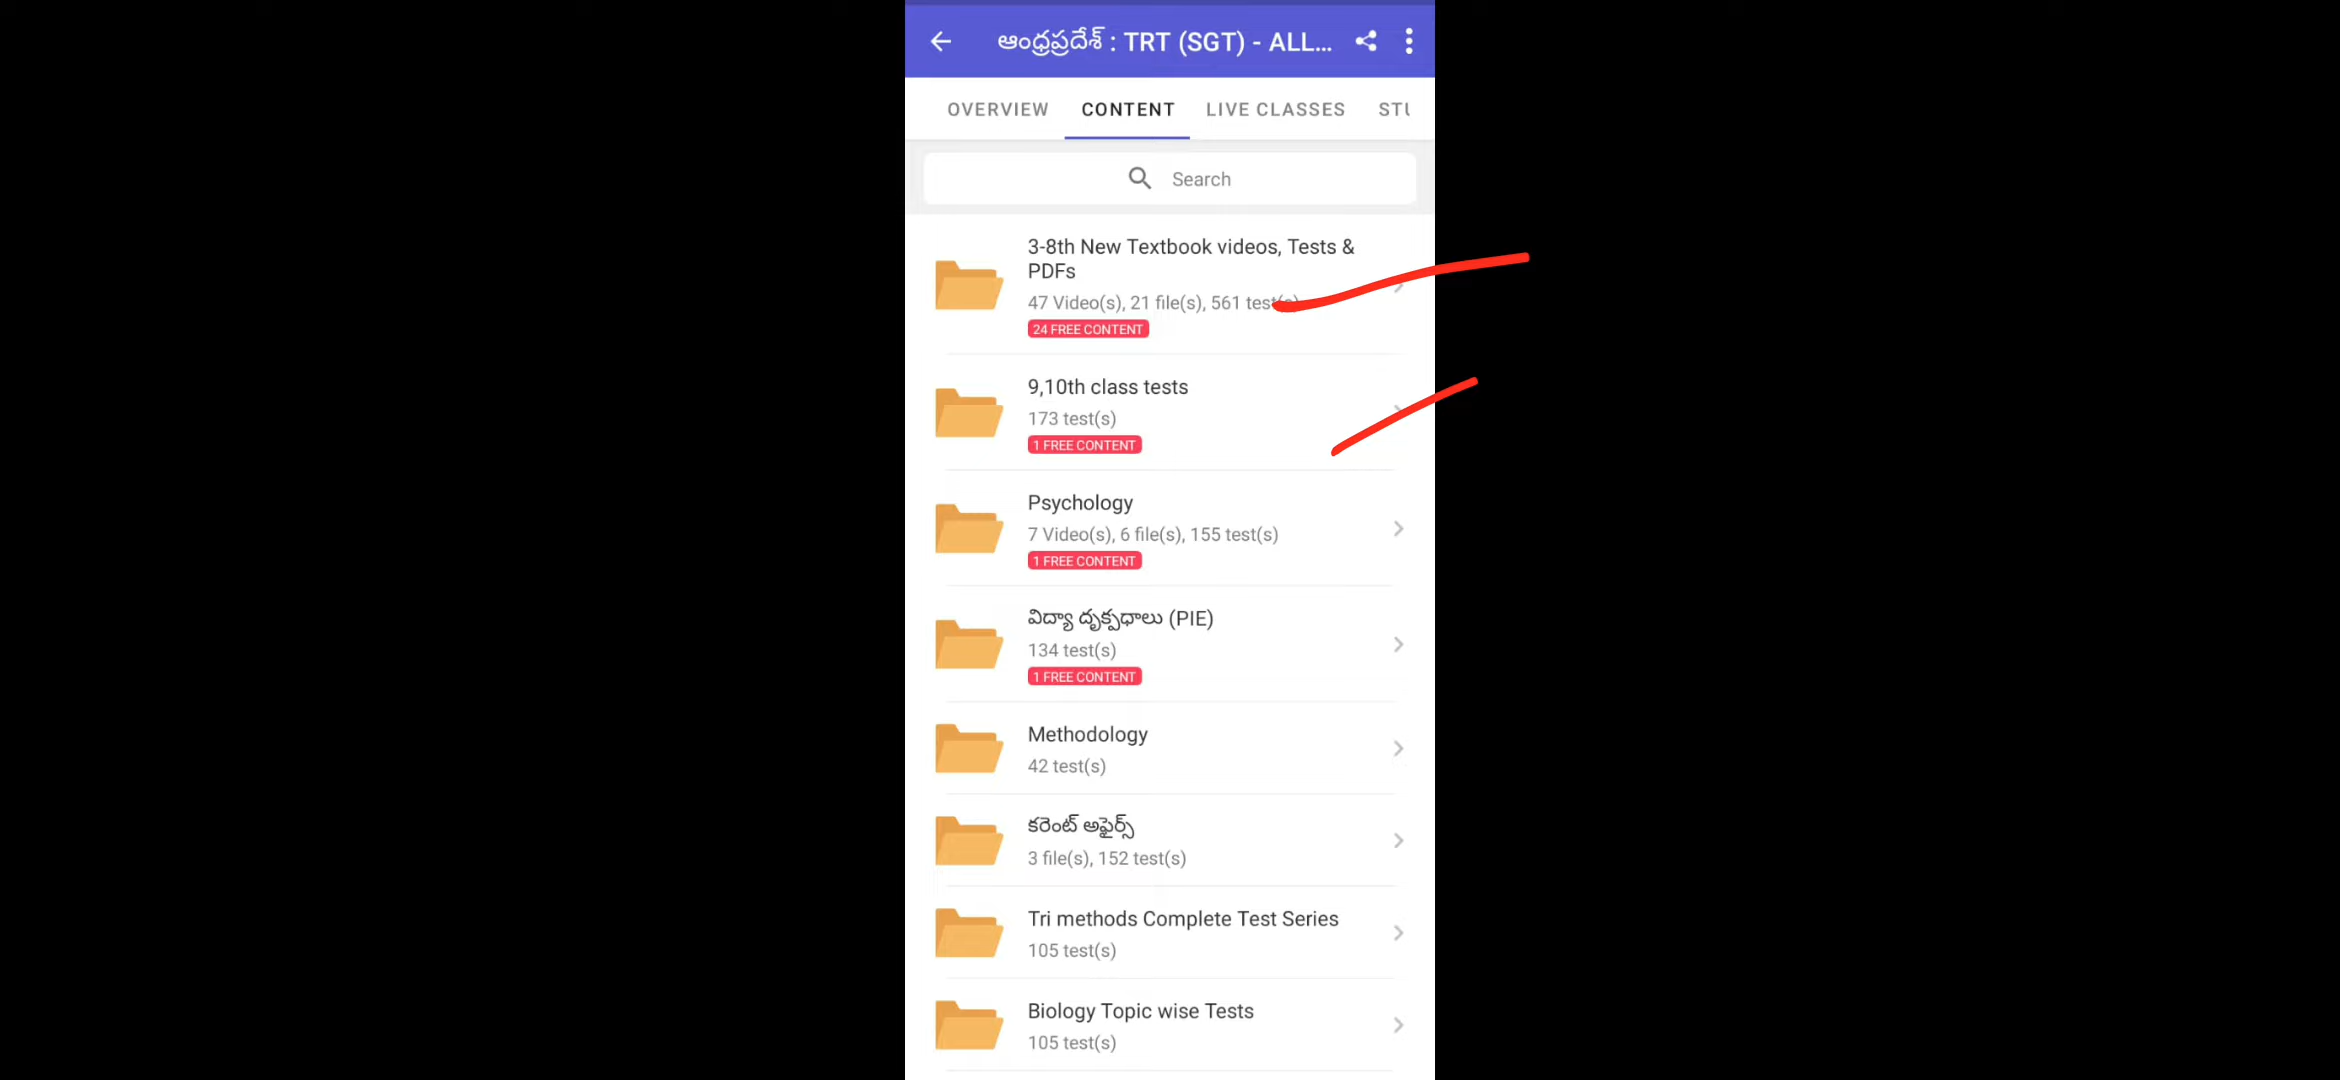 ఆంధ్రప్రదేశ్ : TRT (SGT) - ALL...
OVERVIEW CONTENT LIVE CLASSES STU
Search
3-8th New Textbook videos, Tests &
PDFs
47 Video(s), 21 file(s), 561 test(s)
24 FREE CONTENT
9,10th class tests
173 test(s)
1 FREE CONTENT
Psychology
7 Video(s), 6 file(s), 155 test(s)
1 FREE CONTENT
విద్యా దృక్పధాలు (PIE)
134 test(s)
1 FREE CONTENT
Methodology
42 test(s)
కరెంట్ అఫైర్స్
3 file(s), 152 test(s)
Tri methods Complete Test Series
105 test(s)
Biology Topic wise Tests
105 test(s)